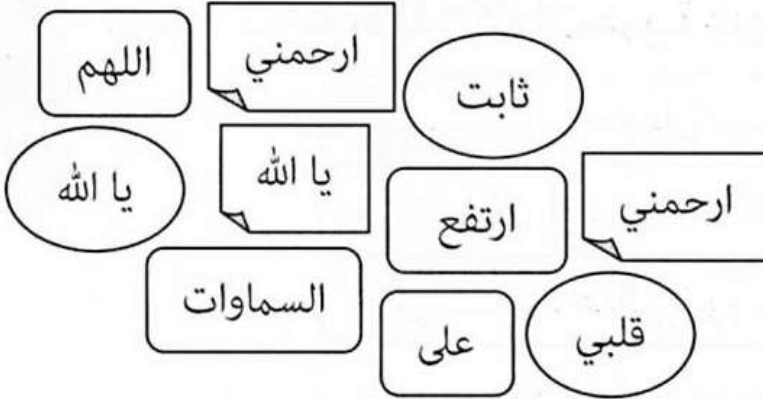 ثابت
ارحمني
اللهم
ارحمني
ارتفع
يا الله
يا الله
قلبي
على
السماوات